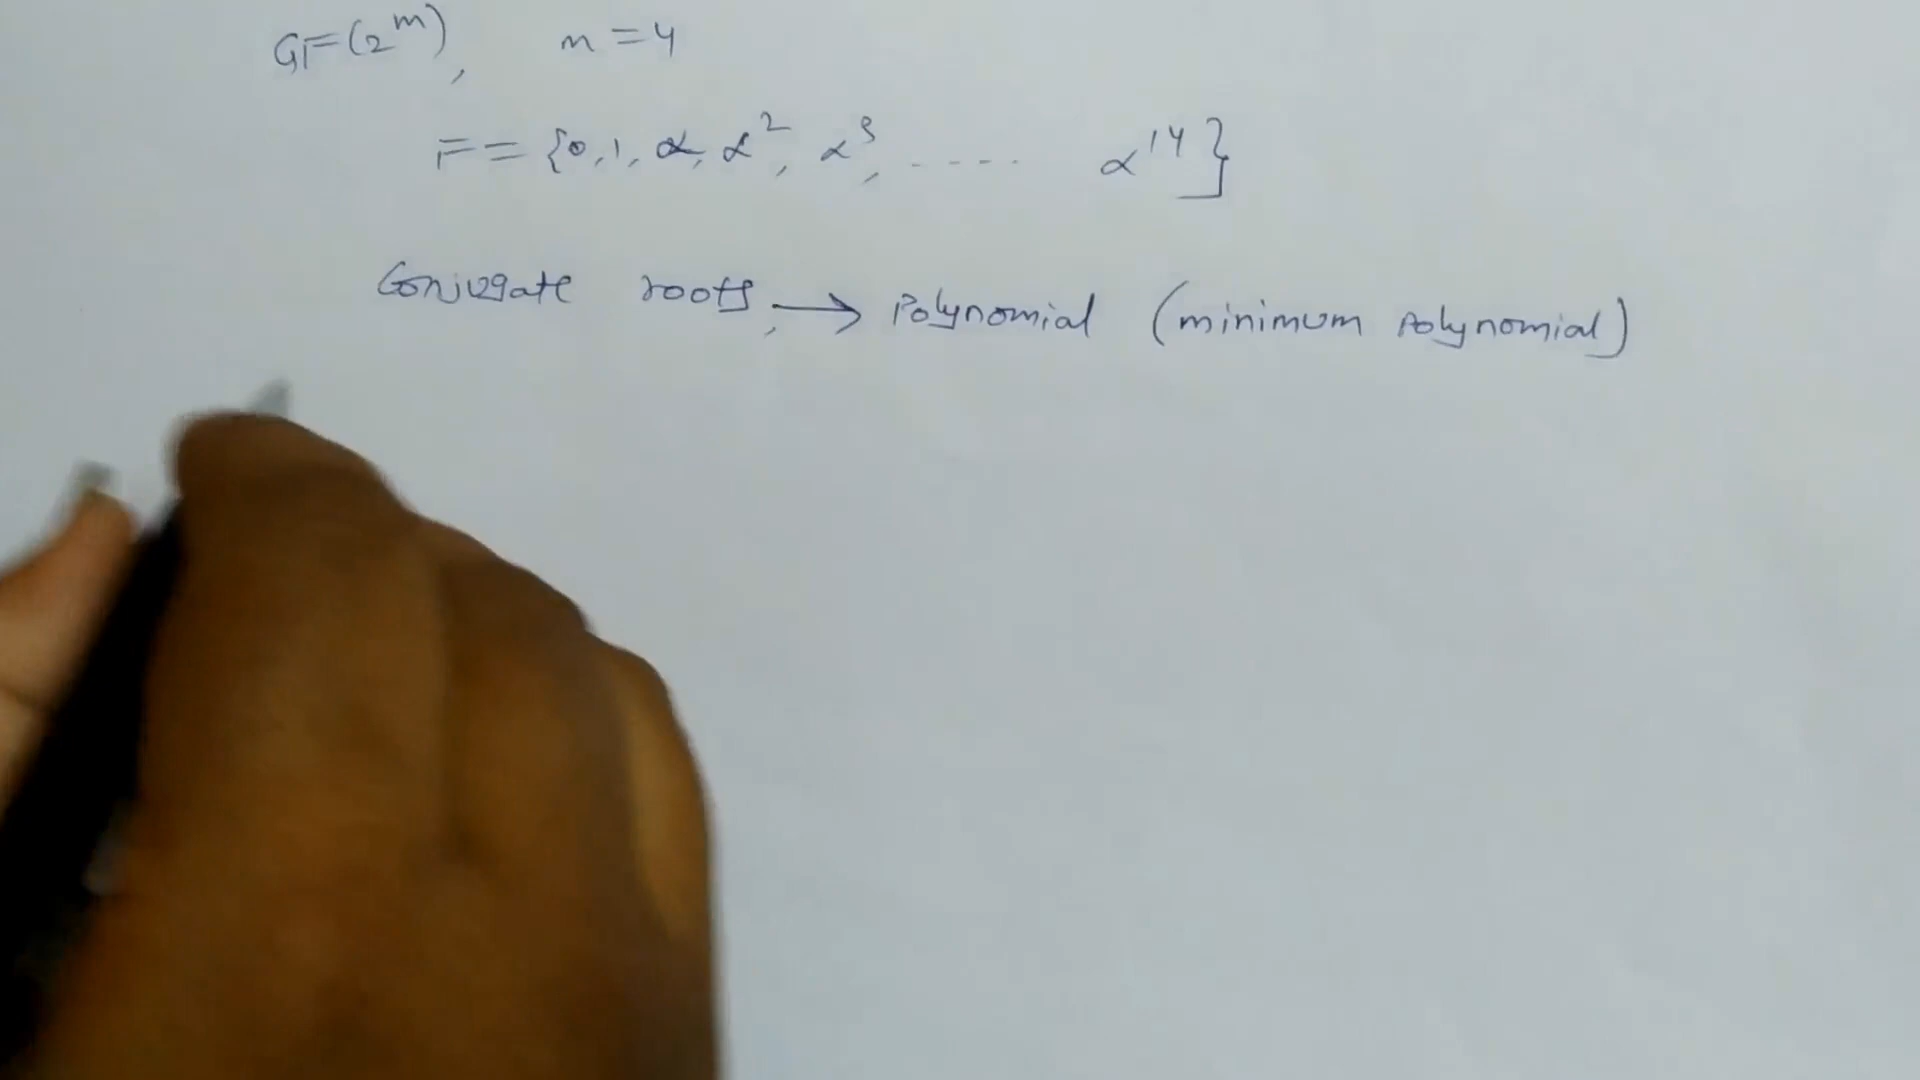 GF=(2^m), m=4
F={0,1,α,α²,α³,.... α¹⁴}
Conjugate roots, → Polynomial (minimum polynomial)